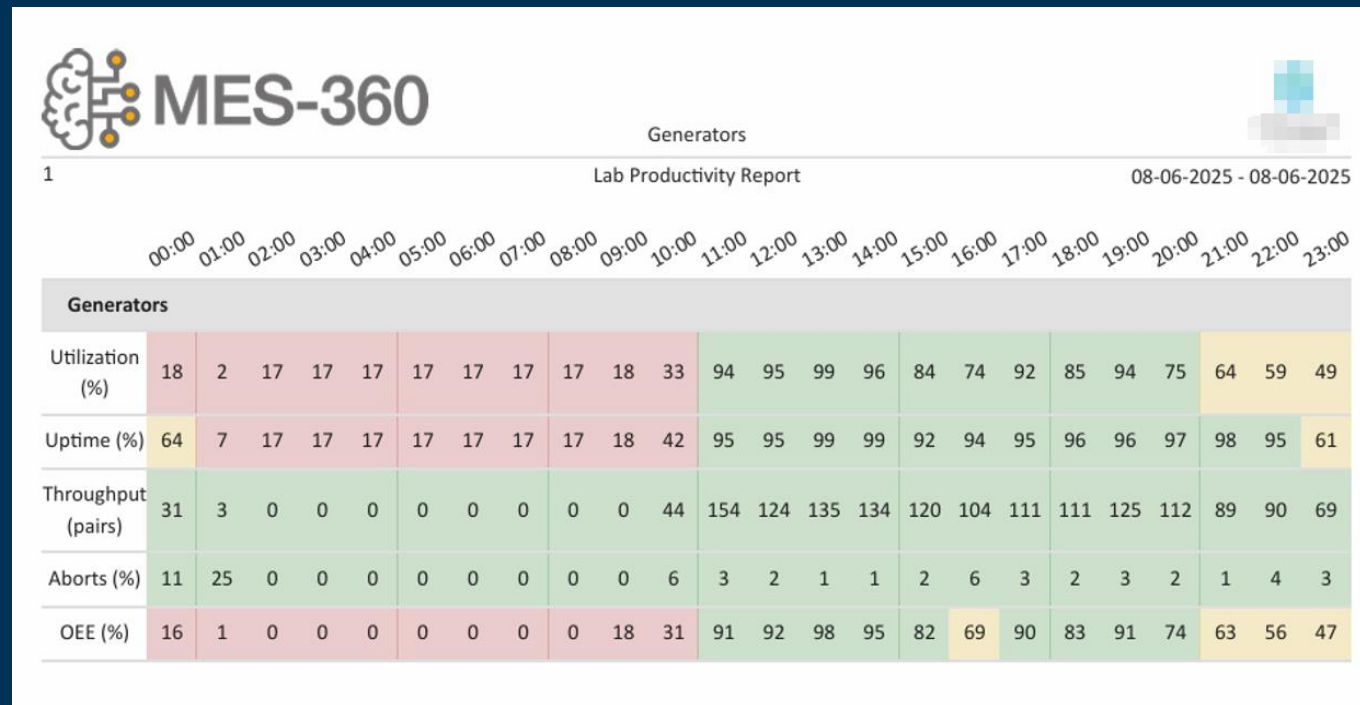 MES-360
Generators
1 Lab Productivity Report 08-06-2025 - 08-06-2025
00:00 01:00 02:00 03:00 04:00 05:00 06:00 07:00 08:00 09:00 10:00 11:00 12:00 13:00 14:00 15:00 16:00 17:00 18:00 19:00 20:00 21:00 22:00 23:00
Generators
Utilization (%) 18 2 17 17 17 17 17 17 17 18 33 94 95 99 96 84 74 92 85 94 75 64 59 49
Uptime (%) 64 7 17 17 17 17 17 17 17 18 42 95 95 99 99 92 94 95 96 96 97 98 95 61
Throughput (pairs) 31 3 0 0 0 0 0 0 0 0 44 154 124 135 134 120 104 111 111 125 112 89 90 69
Aborts (%) 11 25 0 0 0 0 0 0 0 0 6 3 2 1 1 2 6 3 2 3 2 1 4 3
OEE (%) 16 1 0 0 0 0 0 0 0 18 31 91 92 98 95 82 69 90 83 91 74 63 56 47